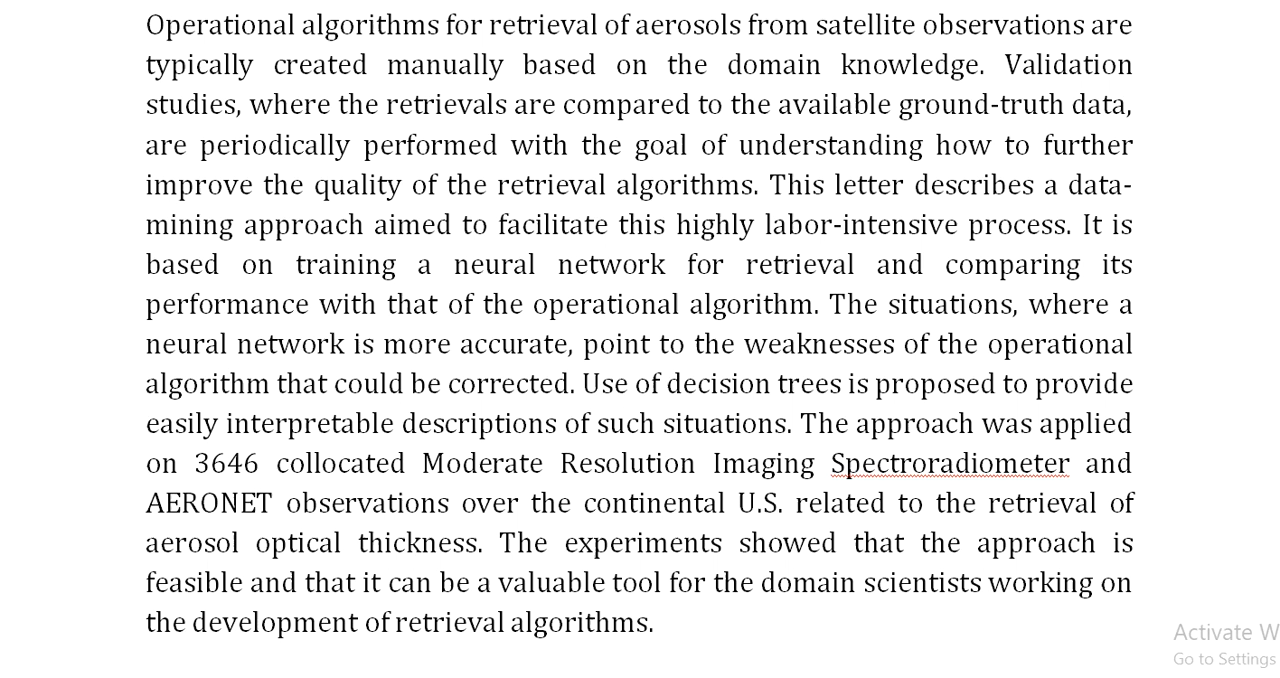 Operational algorithms for retrieval of aerosols from satellite observations are
typically created manually based on the domain knowledge. Validation
studies, where the retrievals are compared to the available ground-truth data,
are periodically performed with the goal of understanding how to further
improve the quality of the retrieval algorithms. This letter describes a data-
mining approach aimed to facilitate this highly labor-intensive process. It is
based on training a neural network for retrieval and comparing its
performance with that of the operational algorithm. The situations, where a
neural network is more accurate, point to the weaknesses of the operational
algorithm that could be corrected. Use of decision trees is proposed to provide
easily interpretable descriptions of such situations. The approach was applied
on 3646 collocated Moderate Resolution Imaging Spectroradiometer and
AERONET observations over the continental U.S. related to the retrieval of
aerosol optical thickness. The experiments showed that the approach is
feasible and that it can be a valuable tool for the domain scientists working on
the development of retrieval algorithms.
Activate W
Go to Settings